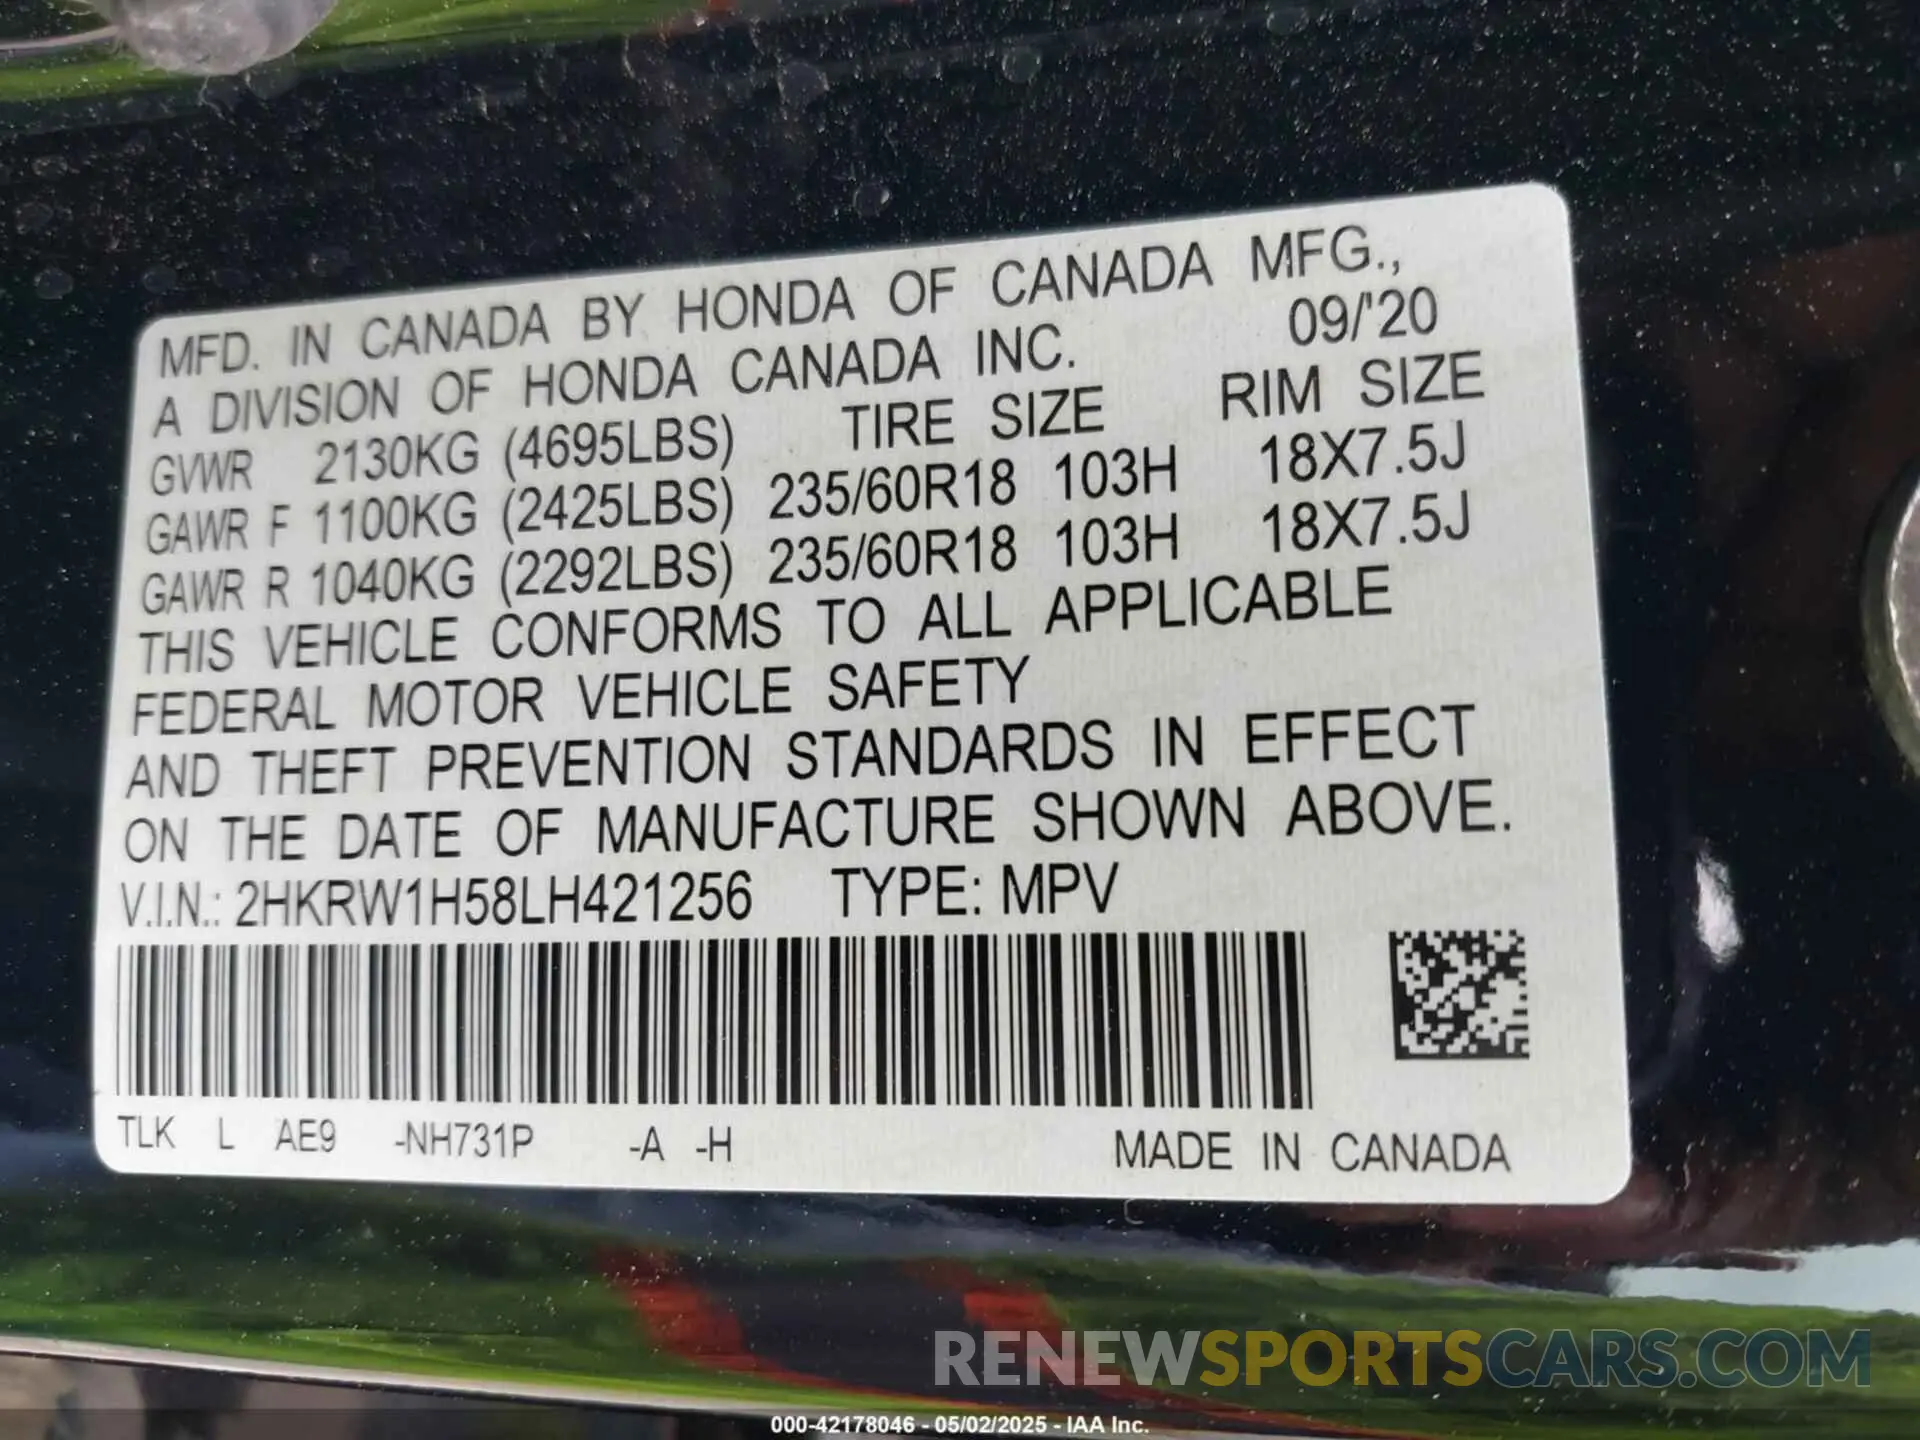 MFD. IN CANADA BY HONDA OF CANADA MFG.,
A DIVISION OF HONDA CANADA INC. 09/'20
GVWR 2130KG (4695LBS) TIRE SIZE RIM SIZE
GAWR F 1100KG (2425LBS) 235/60R18 103H 18X7.5J
GAWR R 1040KG (2292LBS) 235/60R18 103H 18X7.5J
THIS VEHICLE CONFORMS TO ALL APPLICABLE
FEDERAL MOTOR VEHICLE SAFETY
AND THEFT PREVENTION STANDARDS IN EFFECT
ON THE DATE OF MANUFACTURE SHOWN ABOVE.
V.I.N.: 2HKRW1H58LH421256 TYPE: MPV
TLK L AE9 -NH731P -A -H MADE IN CANADA
RENEWSPORTSCARS.COM
000-42178046 - 05/02/2025 - IAA Inc.